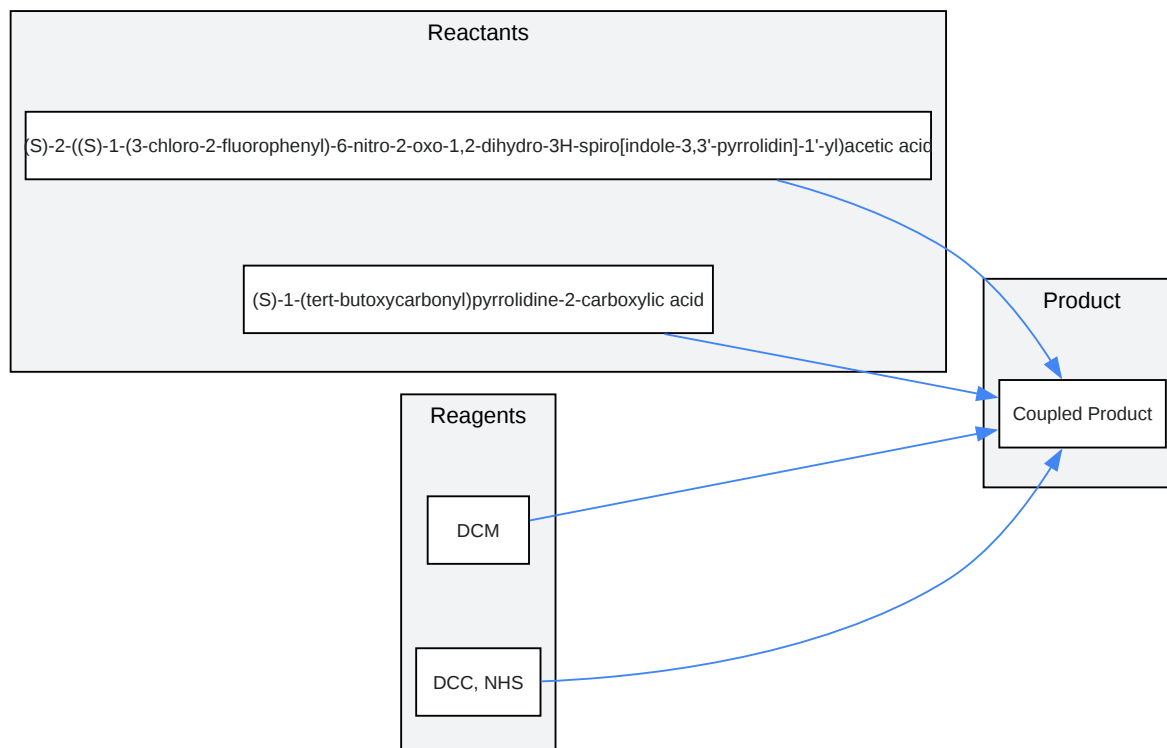 Reactants
(S)-2-((S)-1-(3-chloro-2-fluorophenyl)-6-nitro-2-oxo-1,2-dihydro-3H-spiro[indole-3,3'-pyrrolidin]-1'-yl)acetic acid
(S)-1-(tert-butoxycarbonyl)pyrrolidine-2-carboxylic acid
Product
Coupled Product
Reagents
DCM
DCC, NHS